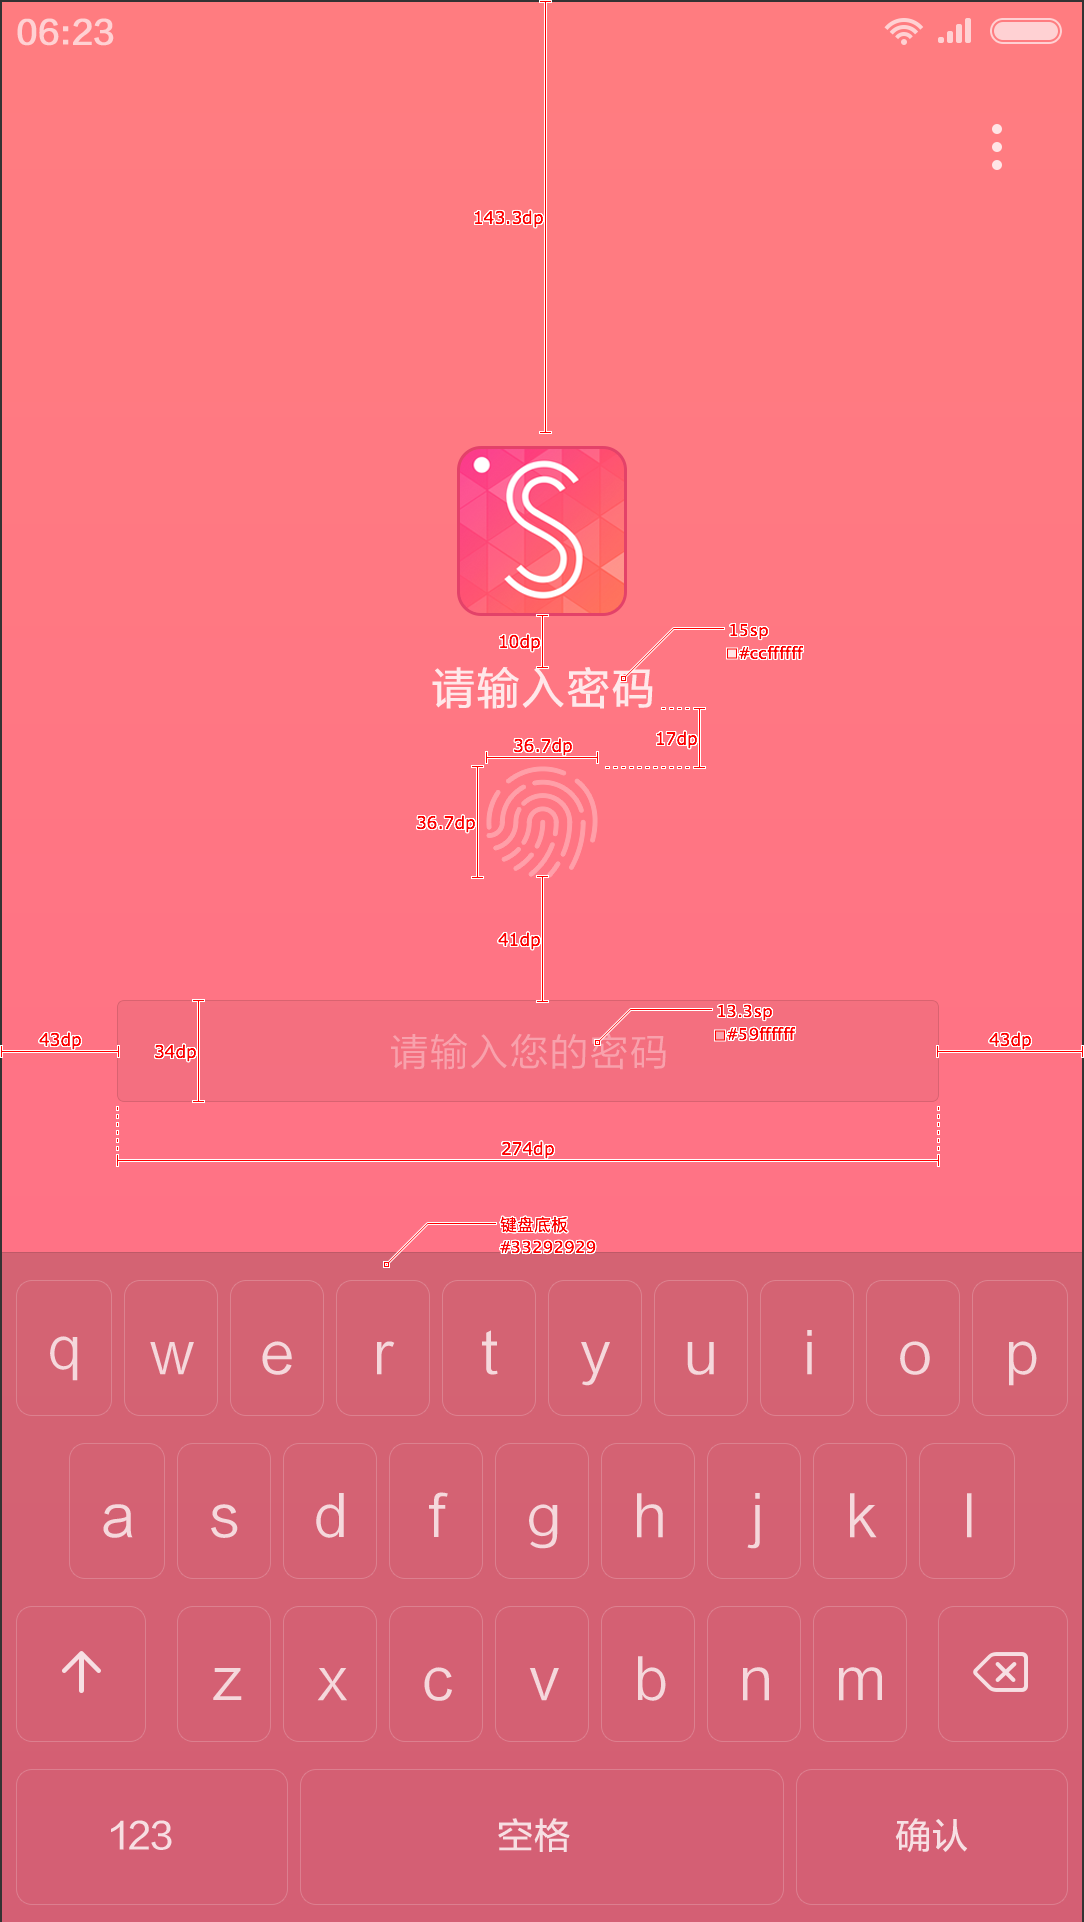 06:23
143.3dp
S
10dp
15sp
#ccffffff
请输入密码
17dp
36.7dp
36.7dp
41dp
13.3sp
#59ffffff
43dp
34dp
请输入您的密码
43dp
274dp
键盘底板
#33292929
q w e r t y u i o p
a s d f g h j k l
z x c v b n m
123 空格 确认